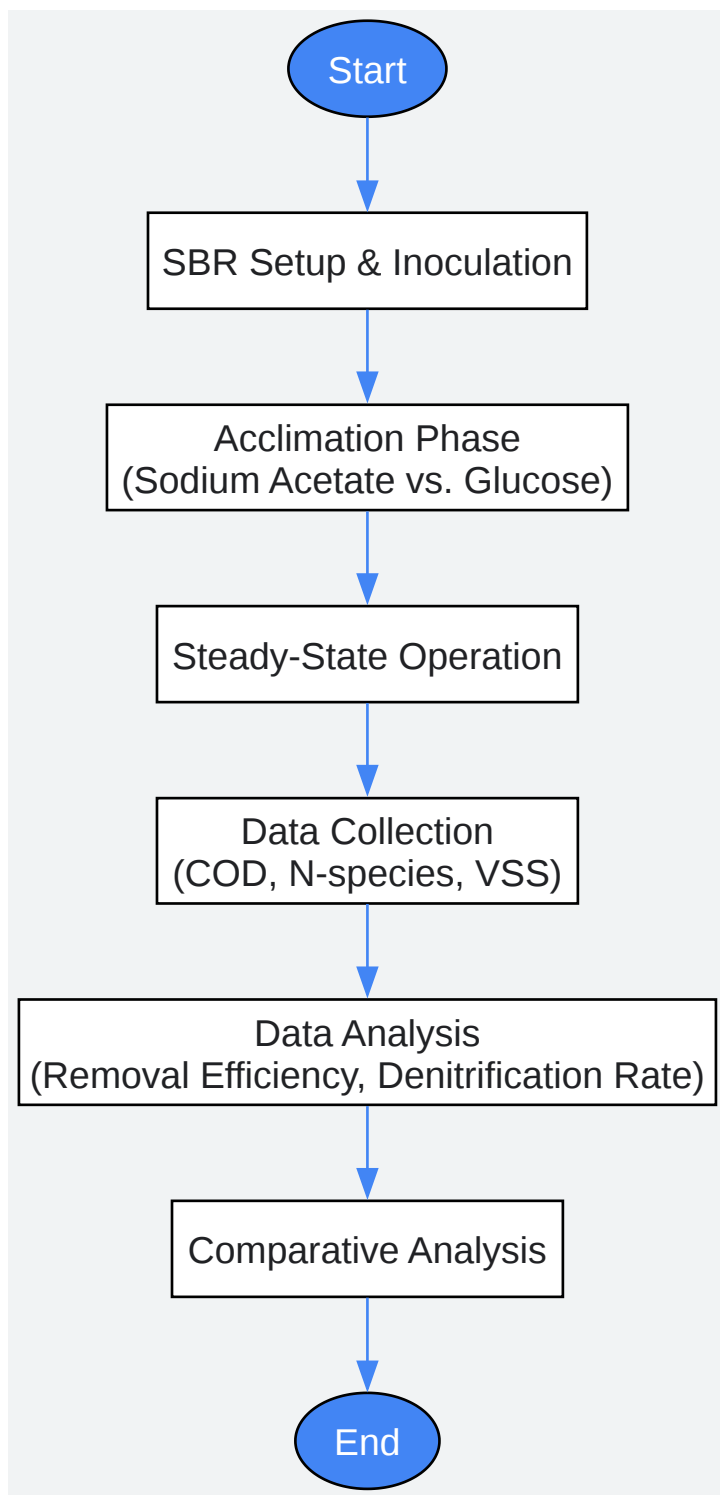 Start
SBR Setup & Inoculation
Acclimation Phase
(Sodium Acetate vs. Glucose)
Steady-State Operation
Data Collection
(COD, N-species, VSS)
Data Analysis
(Removal Efficiency, Denitrification Rate)
Comparative Analysis
End